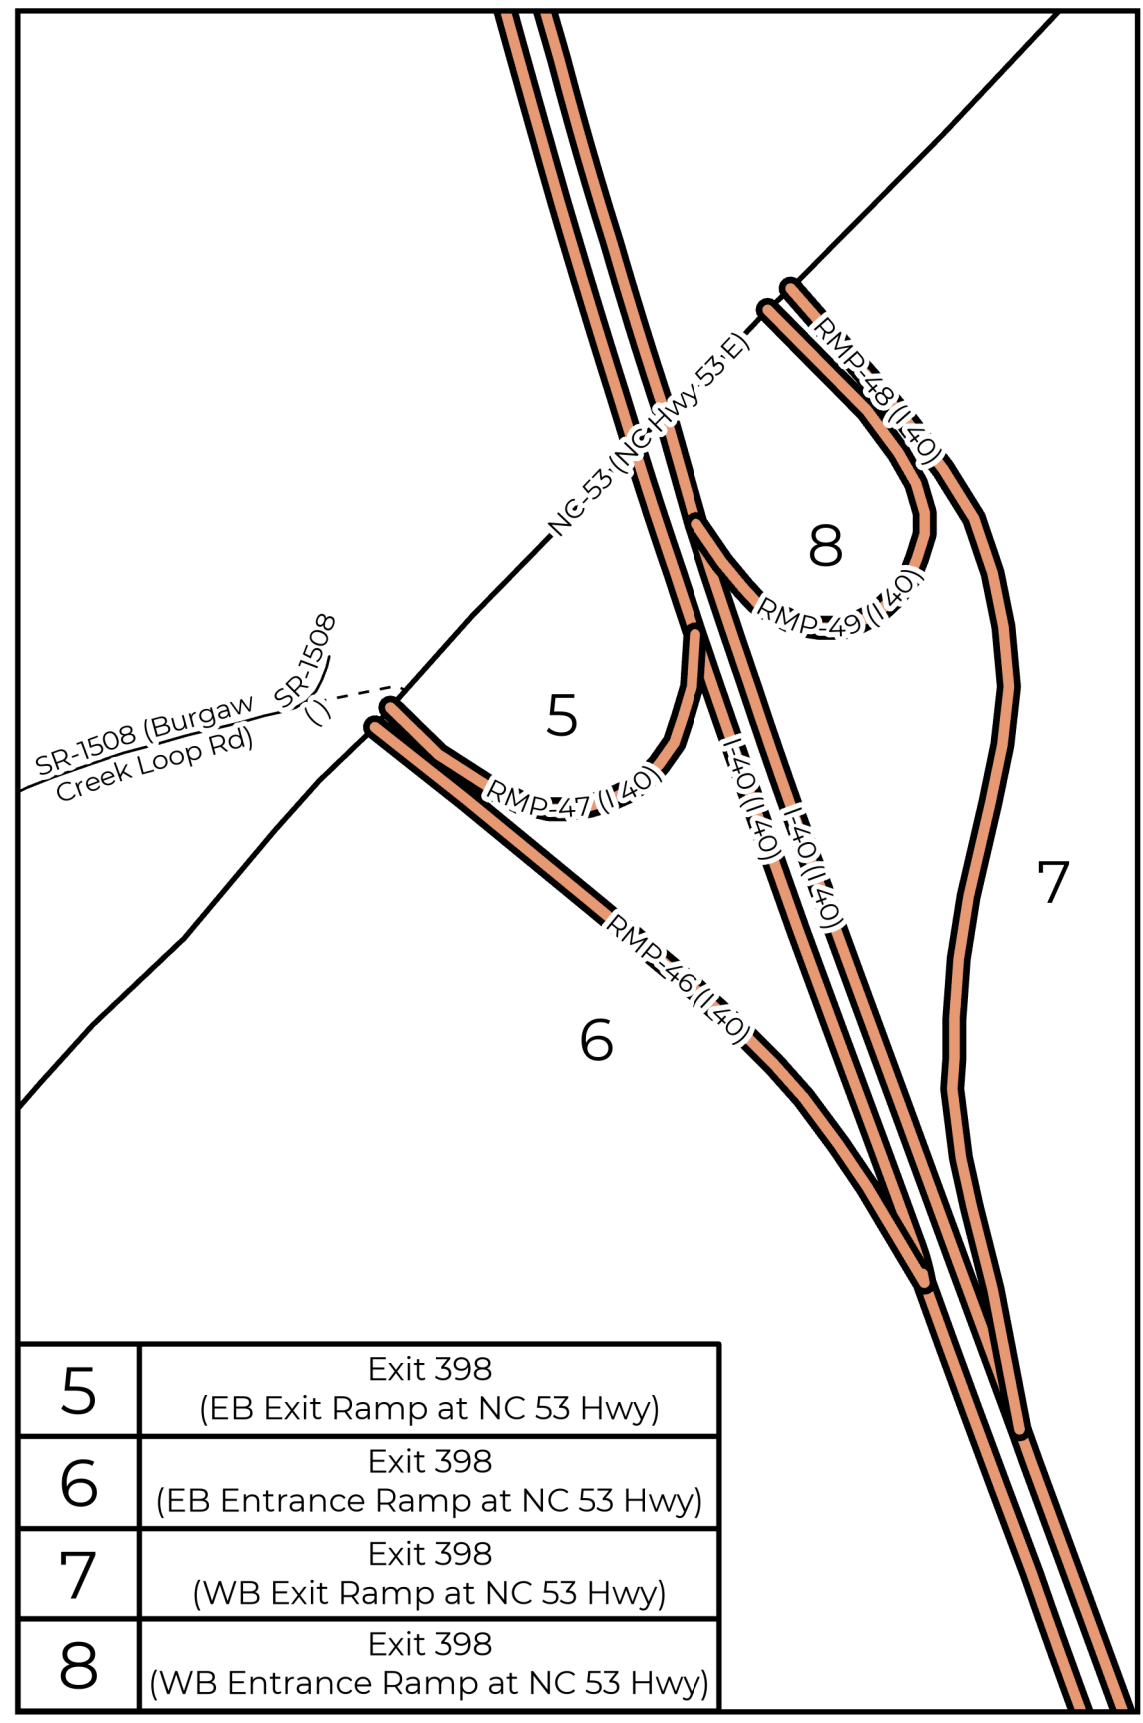 RMP-48 (I-40)
NC-53 (NC Hwy 53 E)
8
RMP-49 (I-40)
SR-1508
()
SR-1508 (Burgaw
Creek Loop Rd)
5
RMP-47 (I-40)
I-40 (I-40)
I-40 (I-40)
7
RMP-46 (I-40)
6
5
Exit 398
(EB Exit Ramp at NC 53 Hwy)
6
Exit 398
(EB Entrance Ramp at NC 53 Hwy)
7
Exit 398
(WB Exit Ramp at NC 53 Hwy)
8
Exit 398
(WB Entrance Ramp at NC 53 Hwy)